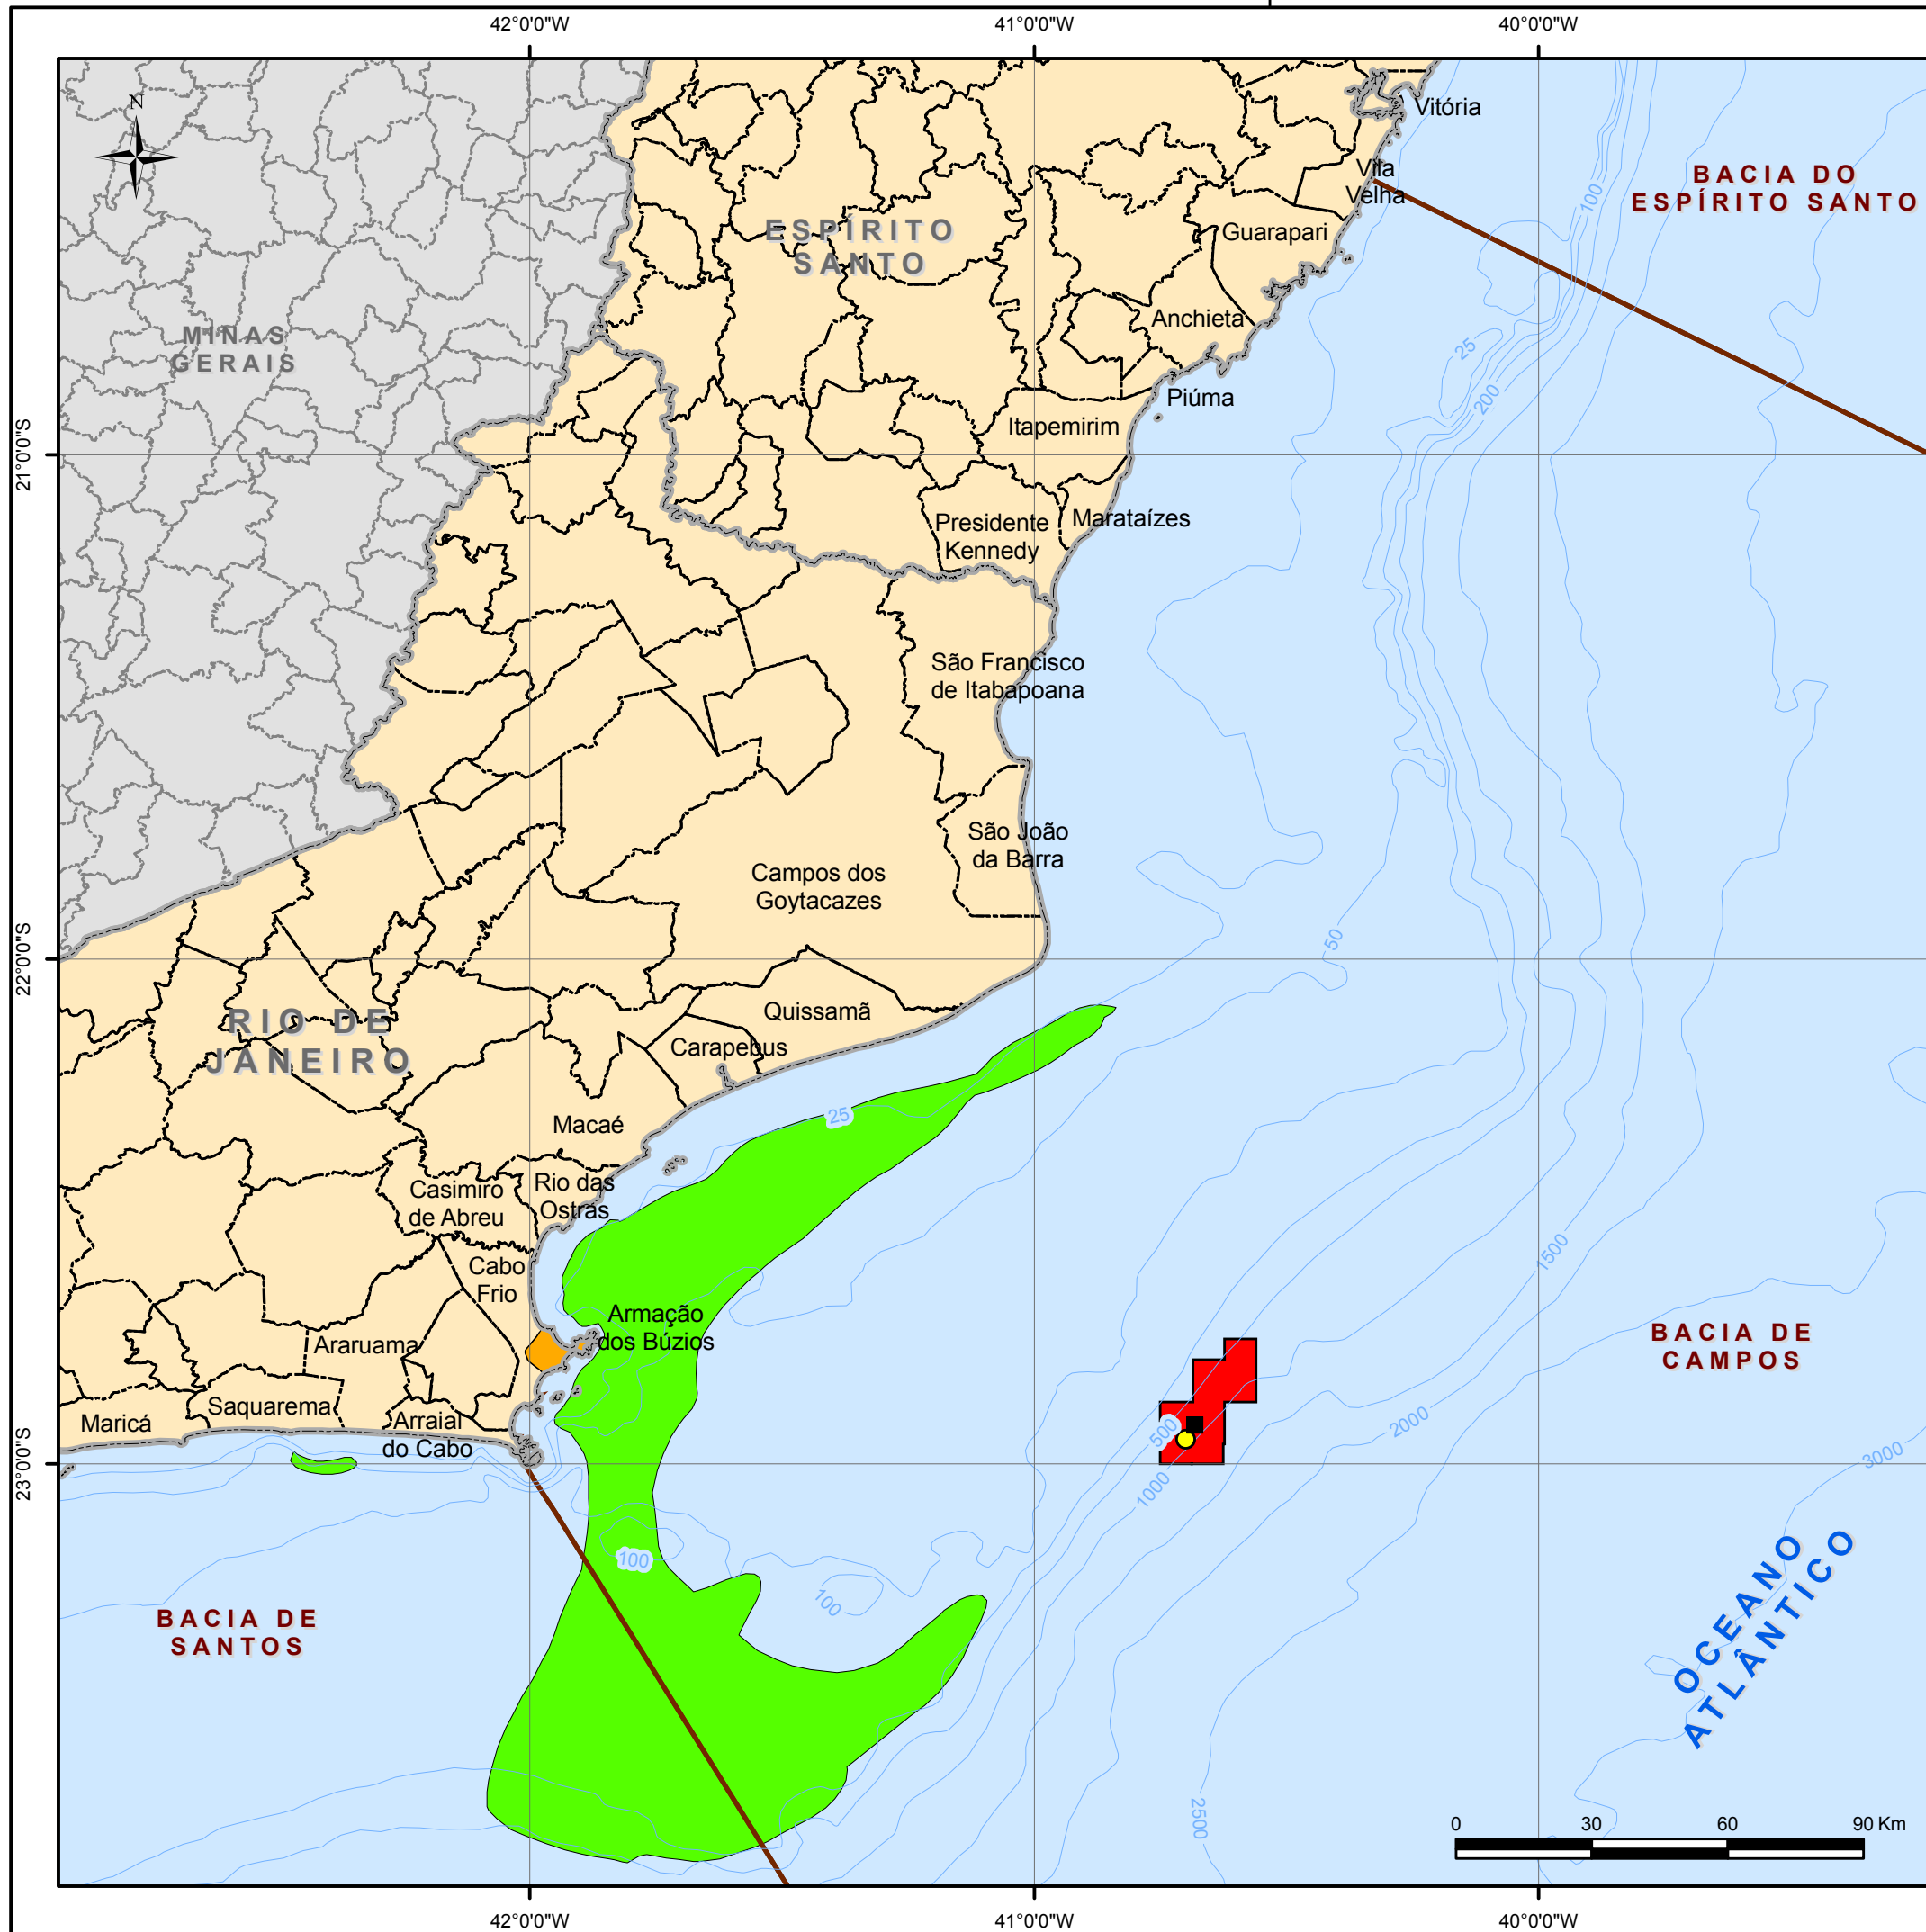 42°0'0"W
41°0'0"W
40°0'0"W
N
Vitória
BACIA DO
ESPÍRITO SANTO
Vila
Velha
100
ESPÍRITO
SANTO
Guarapari
MINAS
GERAIS
Anchieta
25
Piúma
200
Itapemirim
21°0'0"S
Presidente
Kennedy
Marataízes
São Francisco
de Itabapoana
São João
da Barra
Campos dos
Goytacazes
50
22°0'0"S
Quissamã
RIO DE
JANEIRO
Carapebus
25
Macaé
Casimiro
de Abreu
Rio das
Ostras
1500
Cabo
Frio
Armação
dos Búzios
BACIA DE
CAMPOS
Araruama
Saquarema
Maricá
Arraial
do Cabo
500
2000
3000
23°0'0"S
1000
100
100
OCEANO
ATLÂNTICO
BACIA DE
SANTOS
2500
0 30 60 90 Km
42°0'0"W
41°0'0"W
40°0'0"W